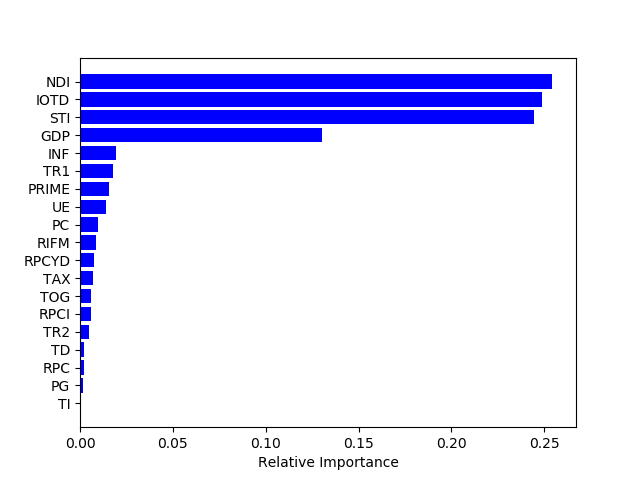 NDI
IOTD
STI
GDP
INF
TR1
PRIME
UE
PC
RIFM
RPCYD
TAX
TOG
RPCI
TR2
TD
RPC
PG
TI
0.00 0.05 0.10 0.15 0.20 0.25
Relative Importance